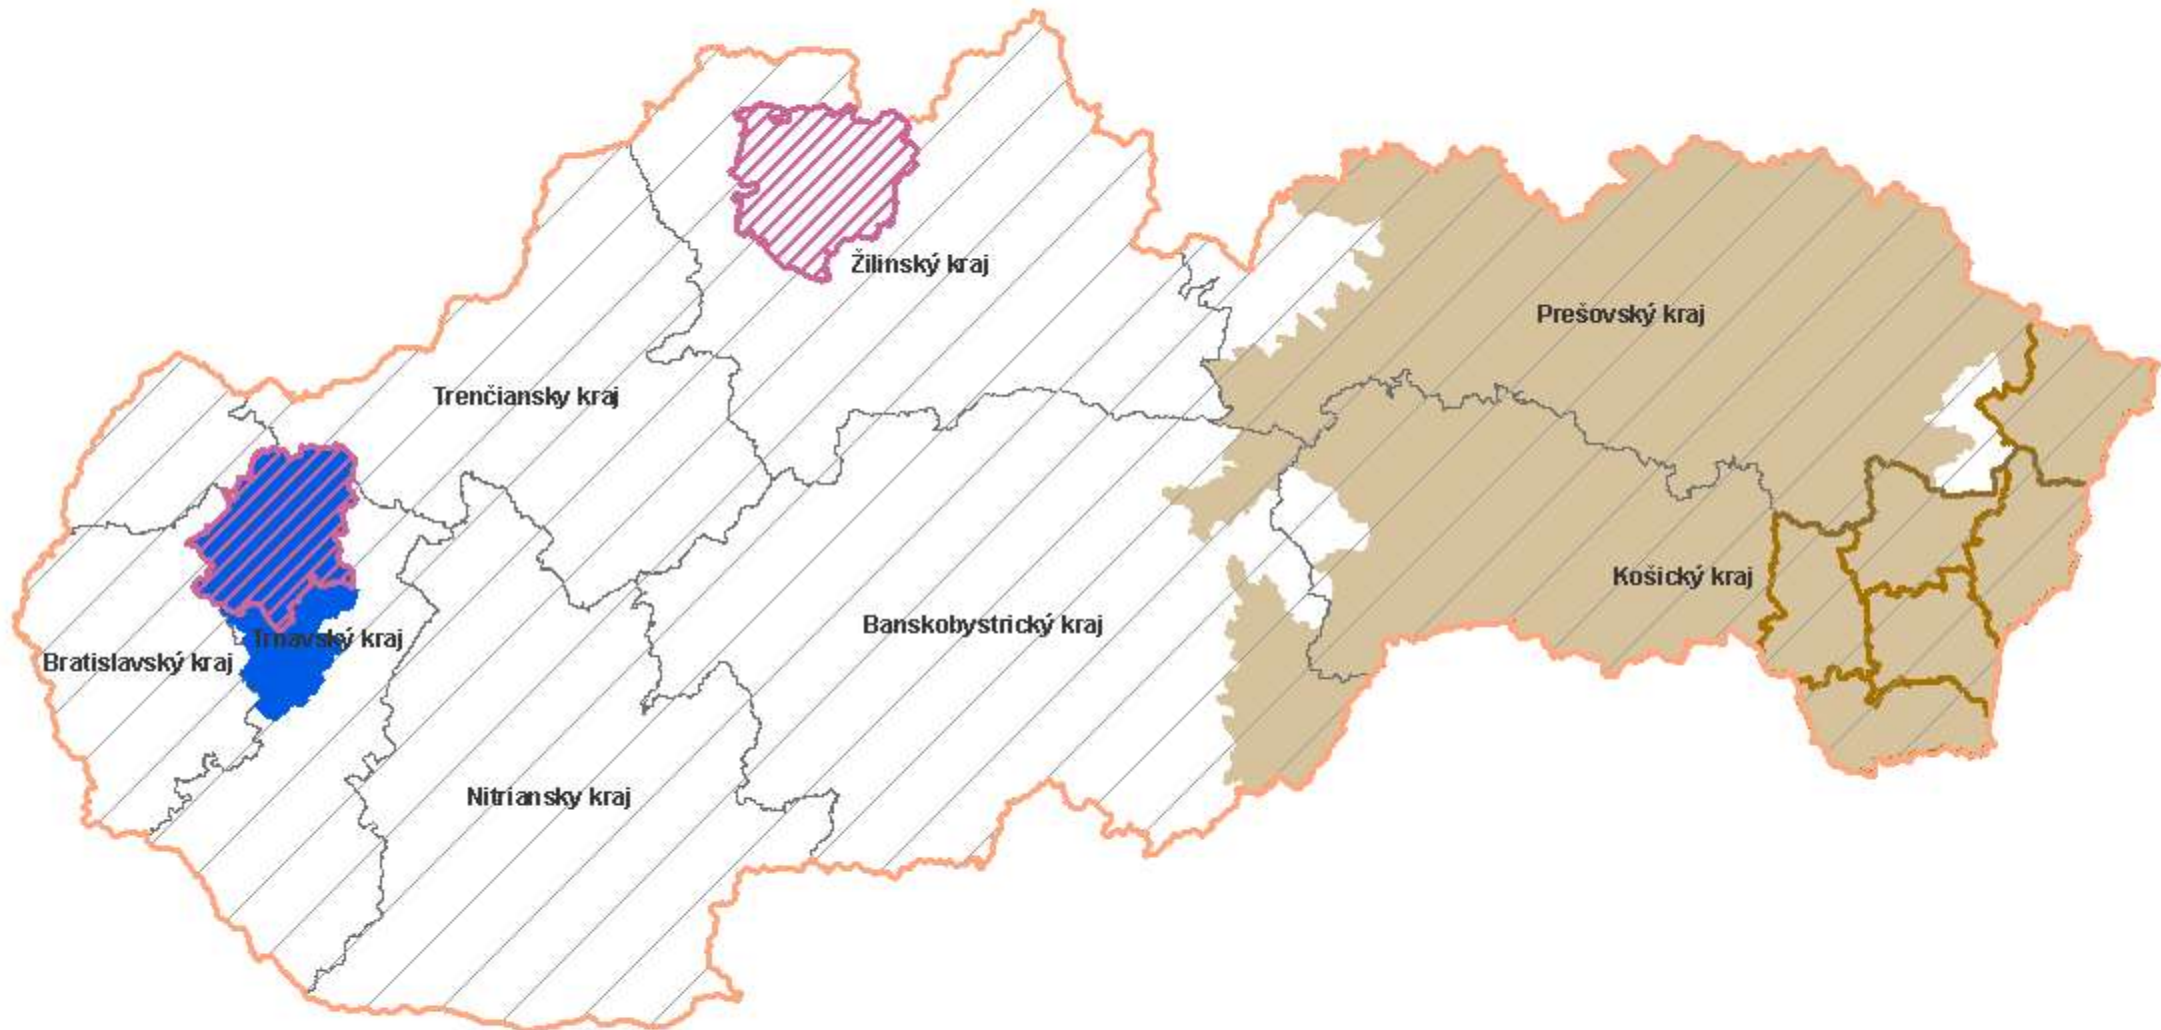 Žilinský kraj
Prešovský kraj
Trenčiansky kraj
Košický kraj
Banskobystrický kraj
Trnavský kraj
Bratislavský kraj
Nitriansky kraj